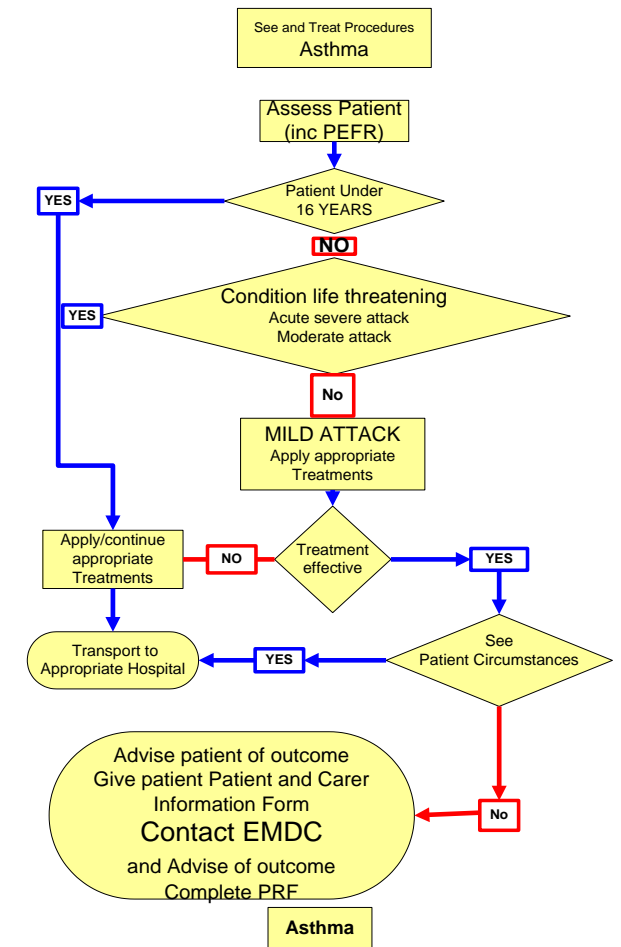 See and Treat Procedures
Asthma
Assess Patient
(inc PEFR)
Patient Under
16 YEARS
YES
NO
Condition life threatening
Acute severe attack
Moderate attack
YES
No
MILD ATTACK
Apply appropriate
Treatments
Apply/continue
appropriate
Treatments
NO
Treatment
effective
YES
Transport to
Appropriate Hospital
YES
See
Patient Circumstances
Advise patient of outcome
Give patient Patient and Carer
Information Form
Contact EMDC
and Advise of outcome
Complete PRF
No
Asthma